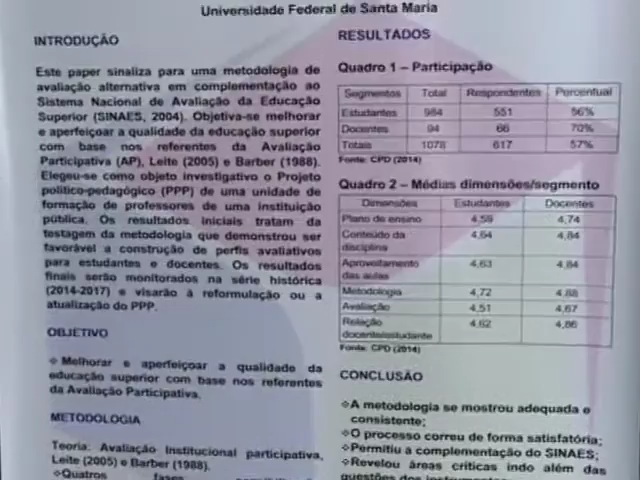 Universidade Federal de Santa Maria
INTRODUÇÃO
Este paper sinaliza para uma metodologia de
avaliação alternativa em complementação ao
Sistema Nacional de Avaliação da Educação
Superior (SINAES, 2004). Objetiva-se melhorar
e aperfeiçoar a qualidade da educação superior
com base nos referentes da Avaliação
Participativa (AP), Leite (2005) e Barber (1988).
Elegeu-se como objeto investigativo o Projeto
político-pedagógico (PPP) de uma unidade de
formação de professores de uma instituição
pública. Os resultados iniciais tratam da
testagem da metodologia que demonstrou ser
favorável a construção de perfis avaliativos
para estudantes e docentes. Os resultados
finais serão monitorados na série histórica
(2014-2017) e visarão à reformulação ou a
atualização do PPP.
OBJETIVO
Melhorar e aperfeiçoar a qualidade da
educação superior com base nos referentes
da Avaliação Participativa.
METODOLOGIA
Teoria: Avaliação Institucional participativa,
Leite (2005) e Barber (1988).
Quatros fases
RESULTADOS
Quadro 1 – Participação
Segmentos Total Respondentes Percentual
Estudantes 984 551 56%
Docentes 94 66 70%
Totais 1078 617 57%
Fonte: CPD (2014)
Quadro 2 – Médias dimensões/segmento
Dimensões Estudantes Docentes
Plano de ensino 4,59 4,74
Conteúdo da disciplina 4,64 4,84
Aproveitamento das aulas 4,63 4,84
Metodologia 4,72 4,88
Avaliação 4,51 4,67
Relação docente/estudante 4,62 4,86
Fonte: CPD (2014)
CONCLUSÃO
A metodologia se mostrou adequada e
consistente;
O processo correu de forma satisfatória;
Permitiu a complementação do SINAES;
Revelou áreas críticas indo além das
questões dos instrumentos